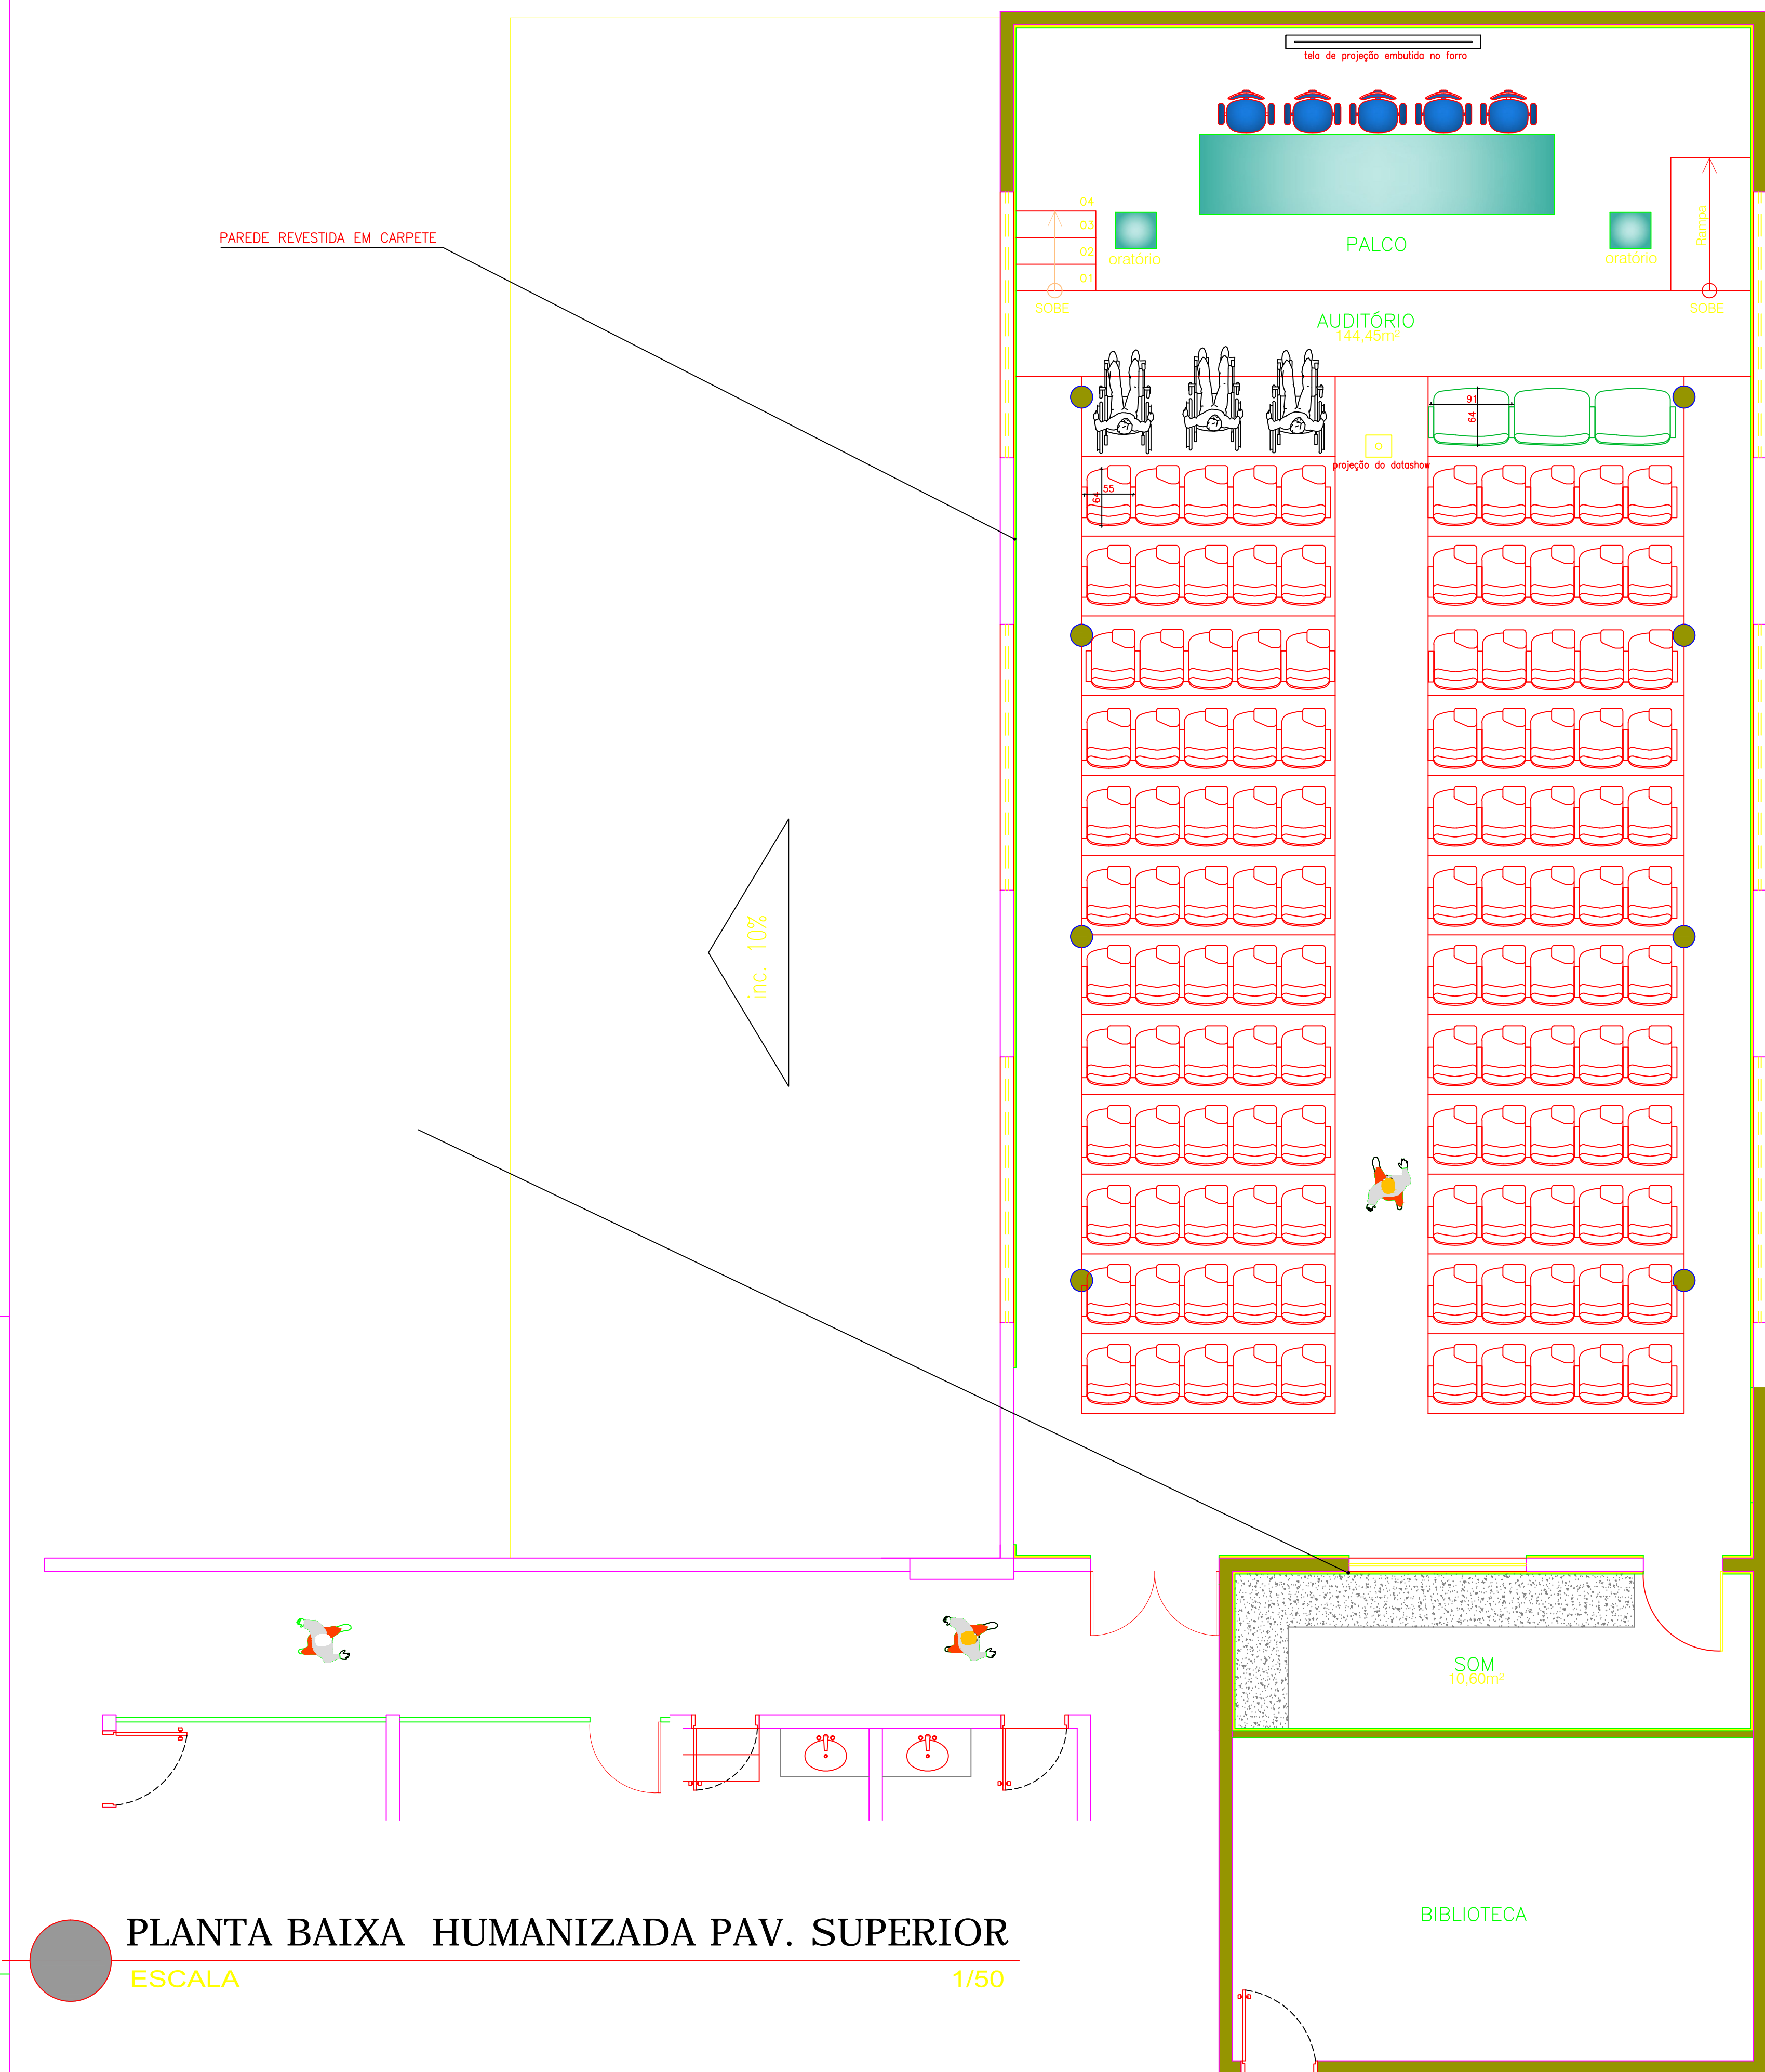 tela de projeção embutida no forro
04
03
02
01
SOBE
oratório
PALCO
oratório
Rampa
SOBE
PAREDE REVESTIDA EM CARPETE
AUDITÓRIO
144,45m²
91
64
projeção do datashow
55
64
inc. 10%
SOM
10,60m²
BIBLIOTECA
PLANTA BAIXA HUMANIZADA PAV. SUPERIOR
ESCALA 1/50